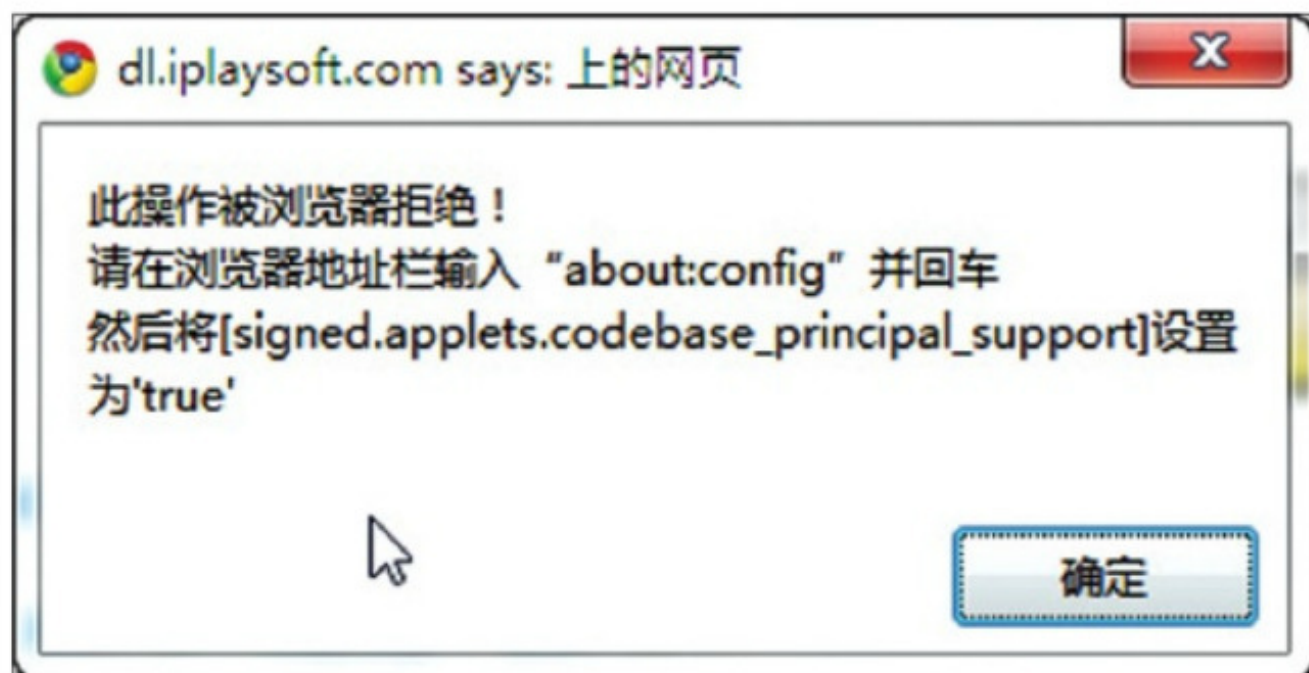 dl.iplaysoft.com says: 上的网页
此操作被浏览器拒绝！
请在浏览器地址栏输入“about:config”并回车
然后将[signed.applets.codebase_principal_support]设置
为'true'
确定